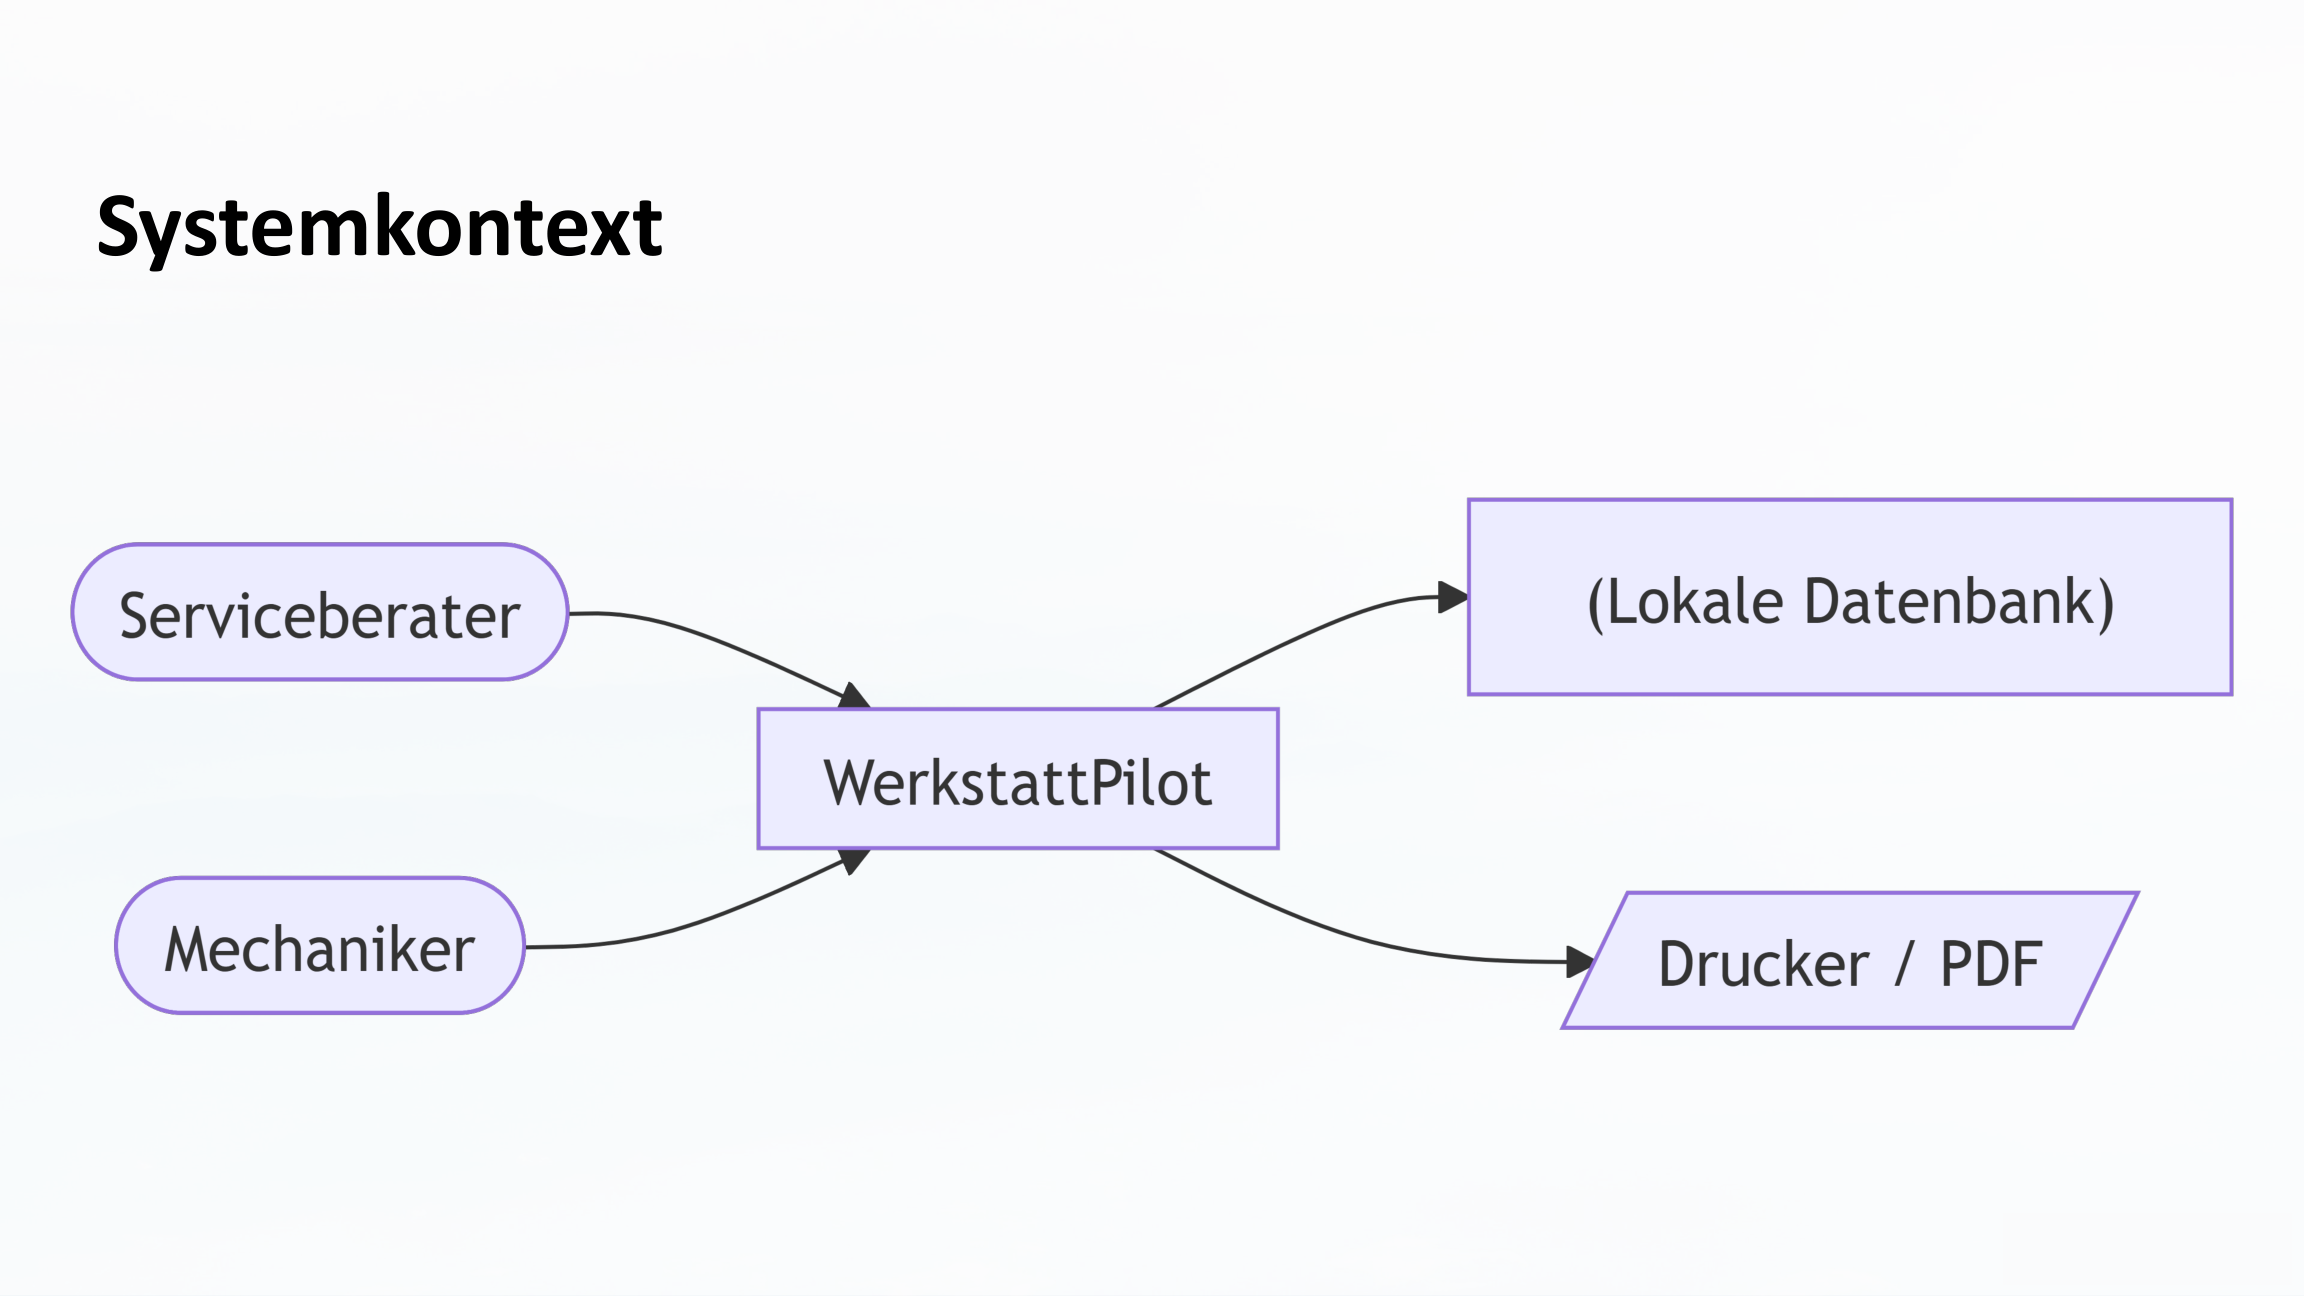 Systemkontext
Serviceberater
Mechaniker
WerkstattPilot
(Lokale Datenbank)
Drucker / PDF